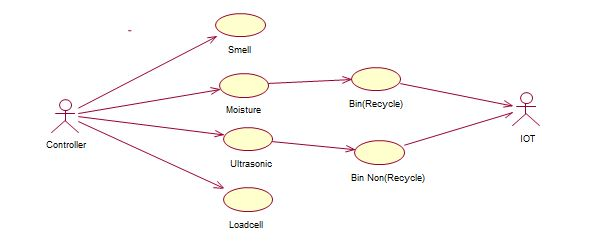 Smell
Moisture
Bin(Recycle)
Controller
IOT
Ultrasonic
Bin Non(Recycle)
Loadcell